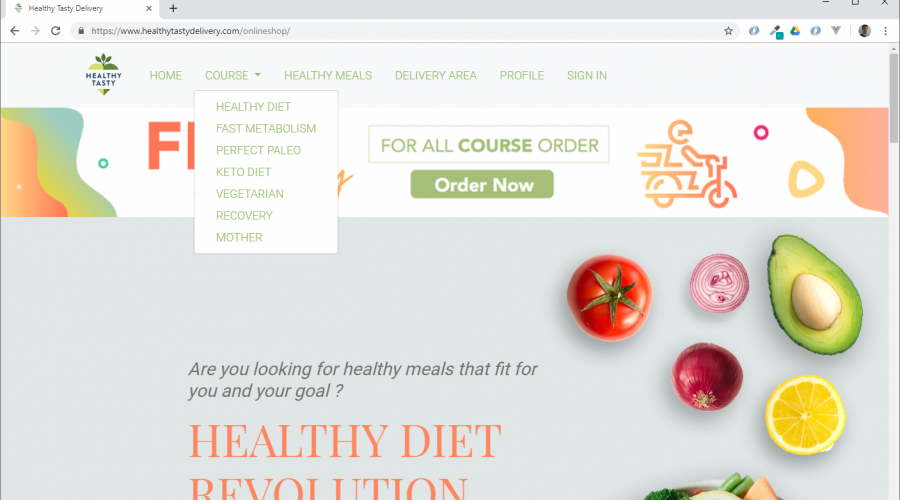 Healthy Tasty Delivery
https://www.healthytastydelivery.com/onlineshop/
HEALTHY
TASTY
HOME
COURSE
HEALTHY MEALS
DELIVERY AREA
PROFILE
SIGN IN
HEALTHY DIET
FAST METABOLISM
PERFECT PALEO
KETO DIET
VEGETARIAN
RECOVERY
MOTHER
FOR ALL COURSE ORDER
Order Now
Are you looking for healthy meals that fit for
you and your goal ?
HEALTHY DIET
REVOLUTION